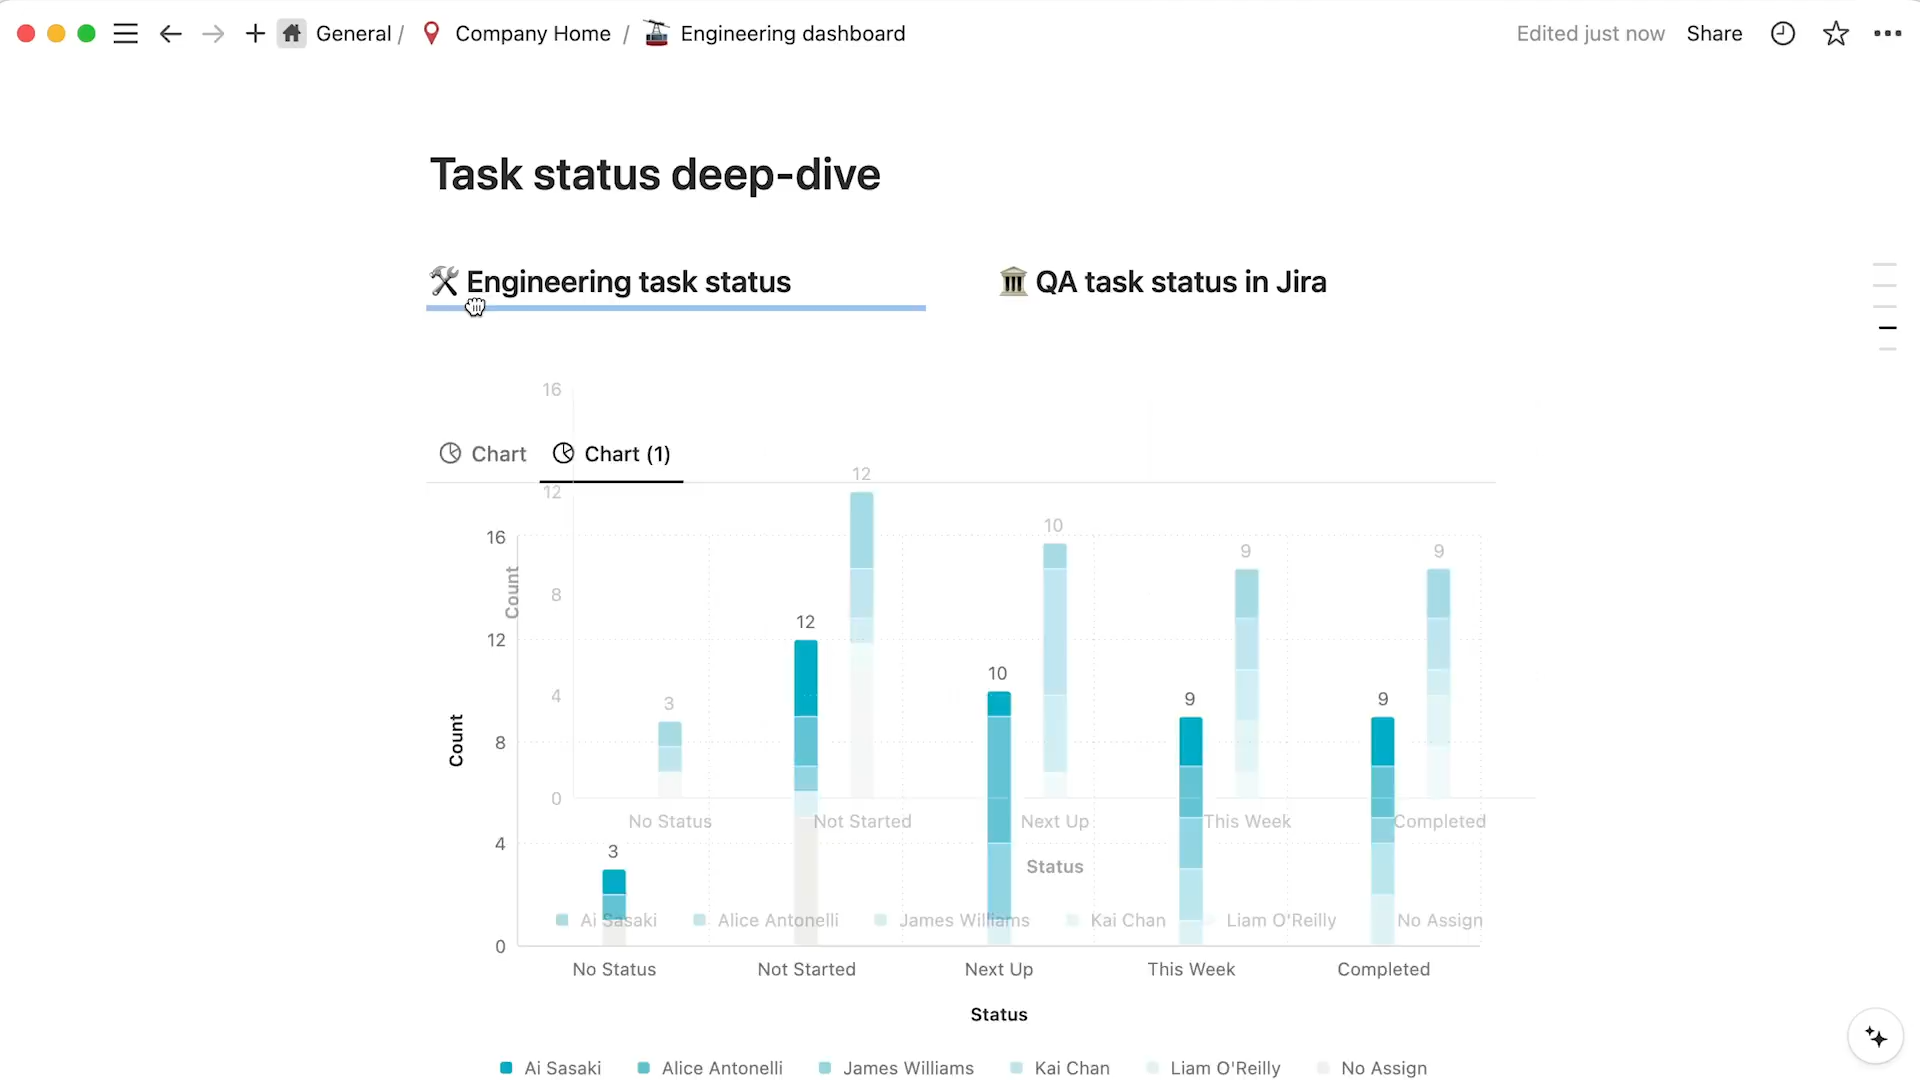 General / Company Home / Engineering dashboard Edited just now Share
Task status deep-dive
Engineering task status
QA task status in Jira
16
Chart Chart (1)
12
12
16
10
9
9
Count
8
12
12
10
4
3
9
9
Count
8
0
No Status Not Started Next Up This Week Completed
4
3
Status
Ai Sasaki Alice Antonelli James Williams Kai Chan Liam O'Reilly No Assign
0
No Status Not Started Next Up This Week Completed
Status
Ai Sasaki Alice Antonelli James Williams Kai Chan Liam O'Reilly No Assign